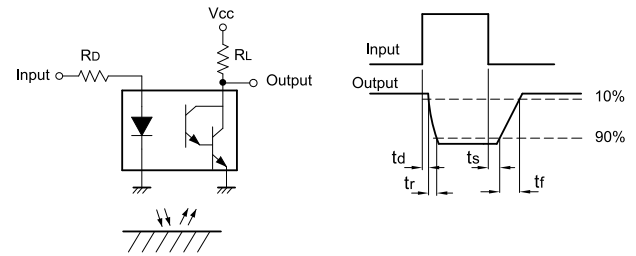 Vcc
RD
RL
Input
Output
Input
Output
10%
90%
td
ts
tr
tf